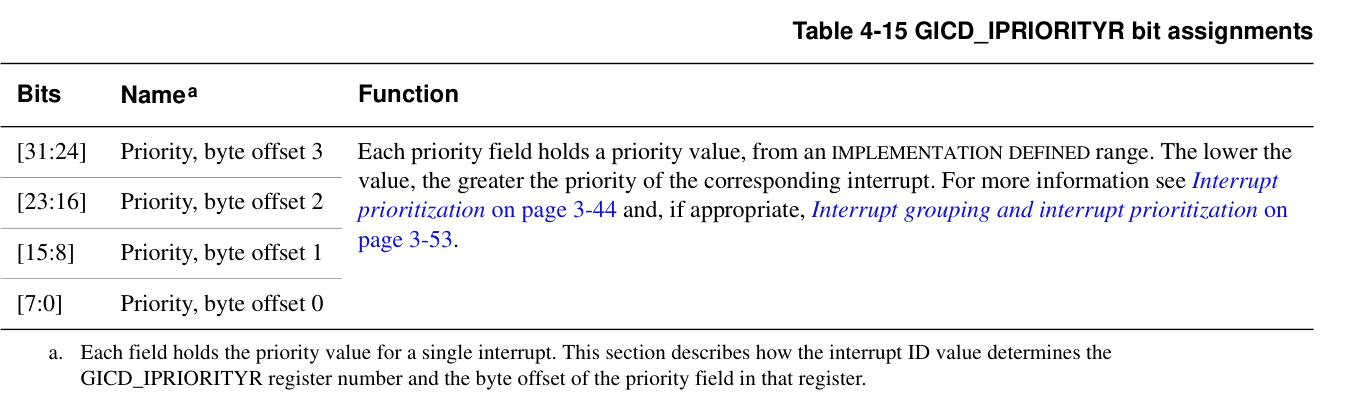 Table 4-15 GICD_IPRIORITYR bit assignments
Bits Name a Function
[31:24] Priority, byte offset 3 Each priority field holds a priority value, from an IMPLEMENTATION DEFINED range. The lower the
value, the greater the priority of the corresponding interrupt. For more information see Interrupt
[23:16] Priority, byte offset 2
prioritization on page 3-44 and, if appropriate, Interrupt grouping and interrupt prioritization on
page 3-53.
[15:8] Priority, byte offset 1
[7:0] Priority, byte offset 0
a. Each field holds the priority value for a single interrupt. This section describes how the interrupt ID value determines the
GICD_IPRIORITYR register number and the byte offset of the priority field in that register.